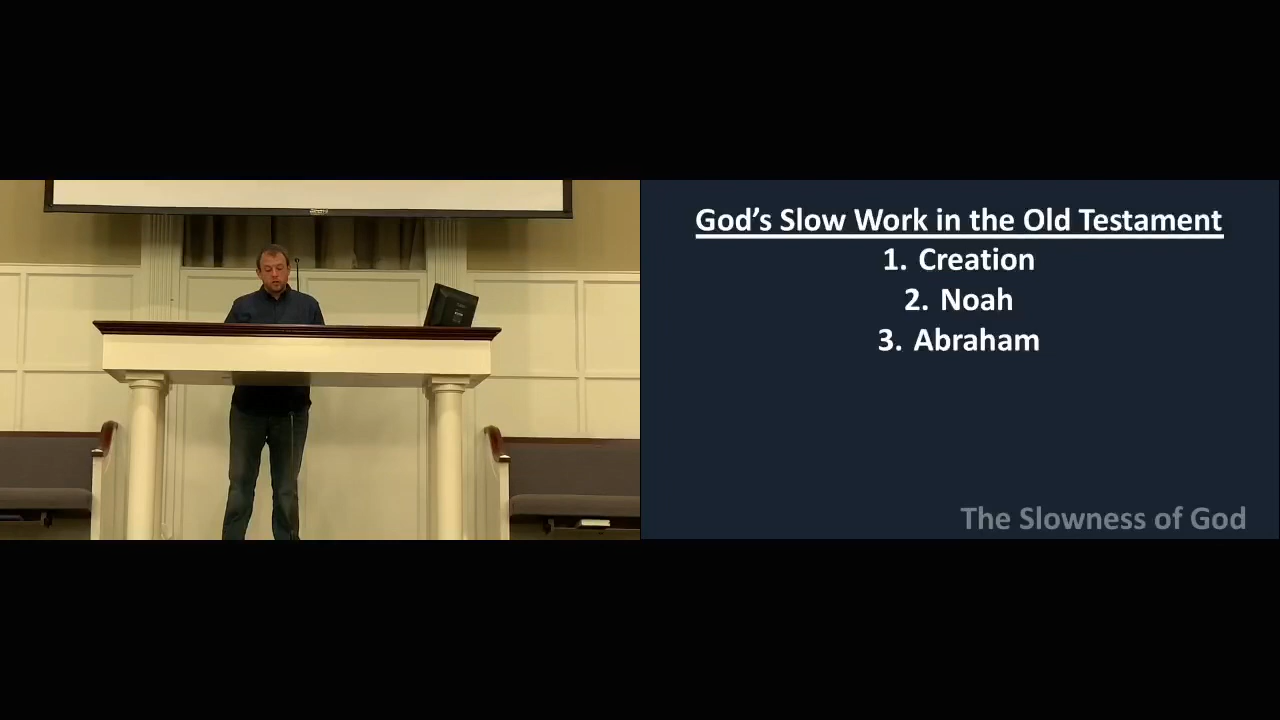 God's Slow Work in the Old Testament
1. Creation
2. Noah
3. Abraham
The Slowness of God